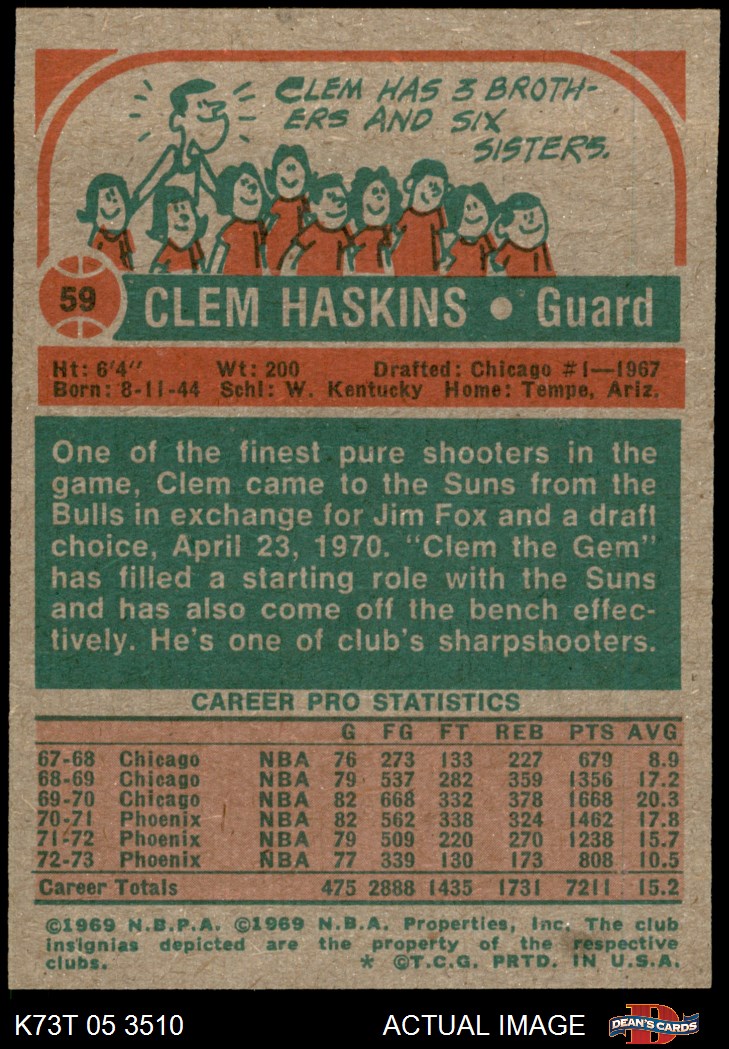 CLEM HAS 3 BROTH-
ERS AND SIX
SISTERS.
59
CLEM HASKINS • Guard
Ht: 6'4" Wt: 200 Drafted: Chicago #1—1967
Born: 8-11-44 Schl: W. Kentucky Home: Tempe, Ariz.
One of the finest pure shooters in the
game, Clem came to the Suns from the
Bulls in exchange for Jim Fox and a draft
choice, April 23, 1970. "Clem the Gem"
has filled a starting role with the Suns
and has also come off the bench effec-
tively. He's one of club's sharpshooters.
CAREER PRO STATISTICS
G FG FT REB PTS AVG
67-68 Chicago NBA 76 273 133 227 679 8.9
68-69 Chicago NBA 79 537 282 359 1356 17.2
69-70 Chicago NBA 82 668 332 378 1668 20.3
70-71 Phoenix NBA 82 562 338 324 1462 17.8
71-72 Phoenix NBA 79 509 220 270 1238 15.7
72-73 Phoenix NBA 77 339 130 173 808 10.5
Career Totals 475 2888 1435 1731 7211 15.2
©1969 N.B.P.A. ©1969 N.B.A. Properties, Inc. The club
insignias depicted are the property of the respective
clubs. * ©T.C.G. PRTD. IN U.S.A.
K73T 05 3510 ACTUAL IMAGE DEAN'S CARDS